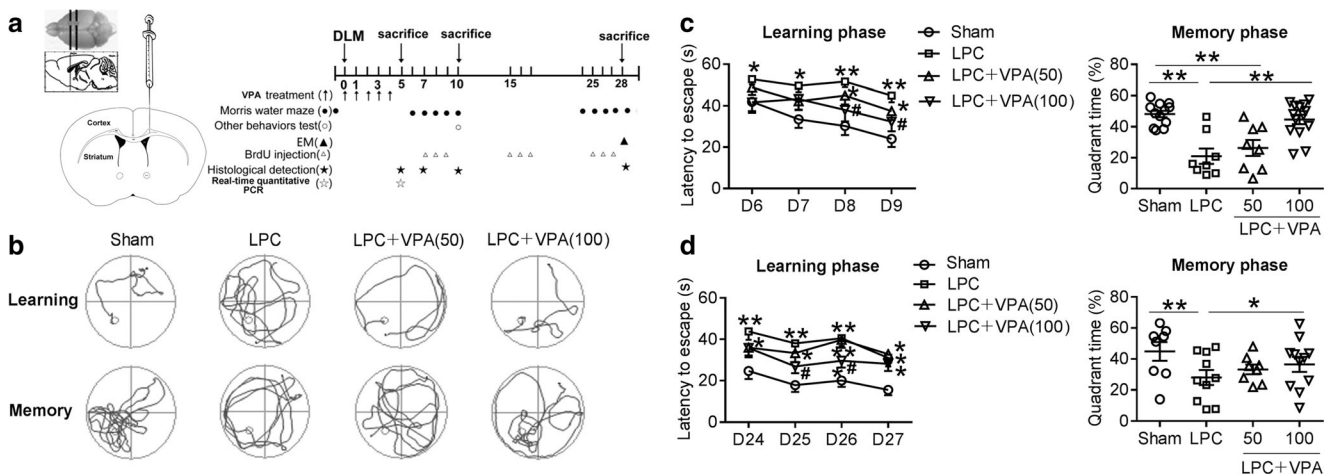 a
DLM
sacrifice
sacrifice
sacrifice
0 1 3 5 7 10 15 17 25 28
VPA treatment (↑)
Morris water maze (●)
Other behaviors test(○)
EM(▲)
BrdU injection(△)
Histological detection(★)
Real-time quantitative (☆)
PCR
Cortex
Striatum
b
Sham
LPC
LPC+VPA(50)
LPC+VPA(100)
Learning
Memory
c
Learning phase
Latency to escape (s)
60
40
20
0
D6 D7 D8 D9
* * ** **
* *
# #
Sham
LPC
LPC+VPA(50)
LPC+VPA(100)
Memory phase
Quadrant time (%)
80
60
40
20
0
**
** **
Sham LPC 50 100
LPC+VPA
d
Learning phase
Latency to escape (s)
60
40
20
0
D24 D25 D26 D27
** ** ** *
* * * * *
# * # *
Sham
LPC
LPC+VPA(50)
LPC+VPA(100)
Memory phase
Quadrant time (%)
80
60
40
20
0
** *
Sham LPC 50 100
LPC+VPA